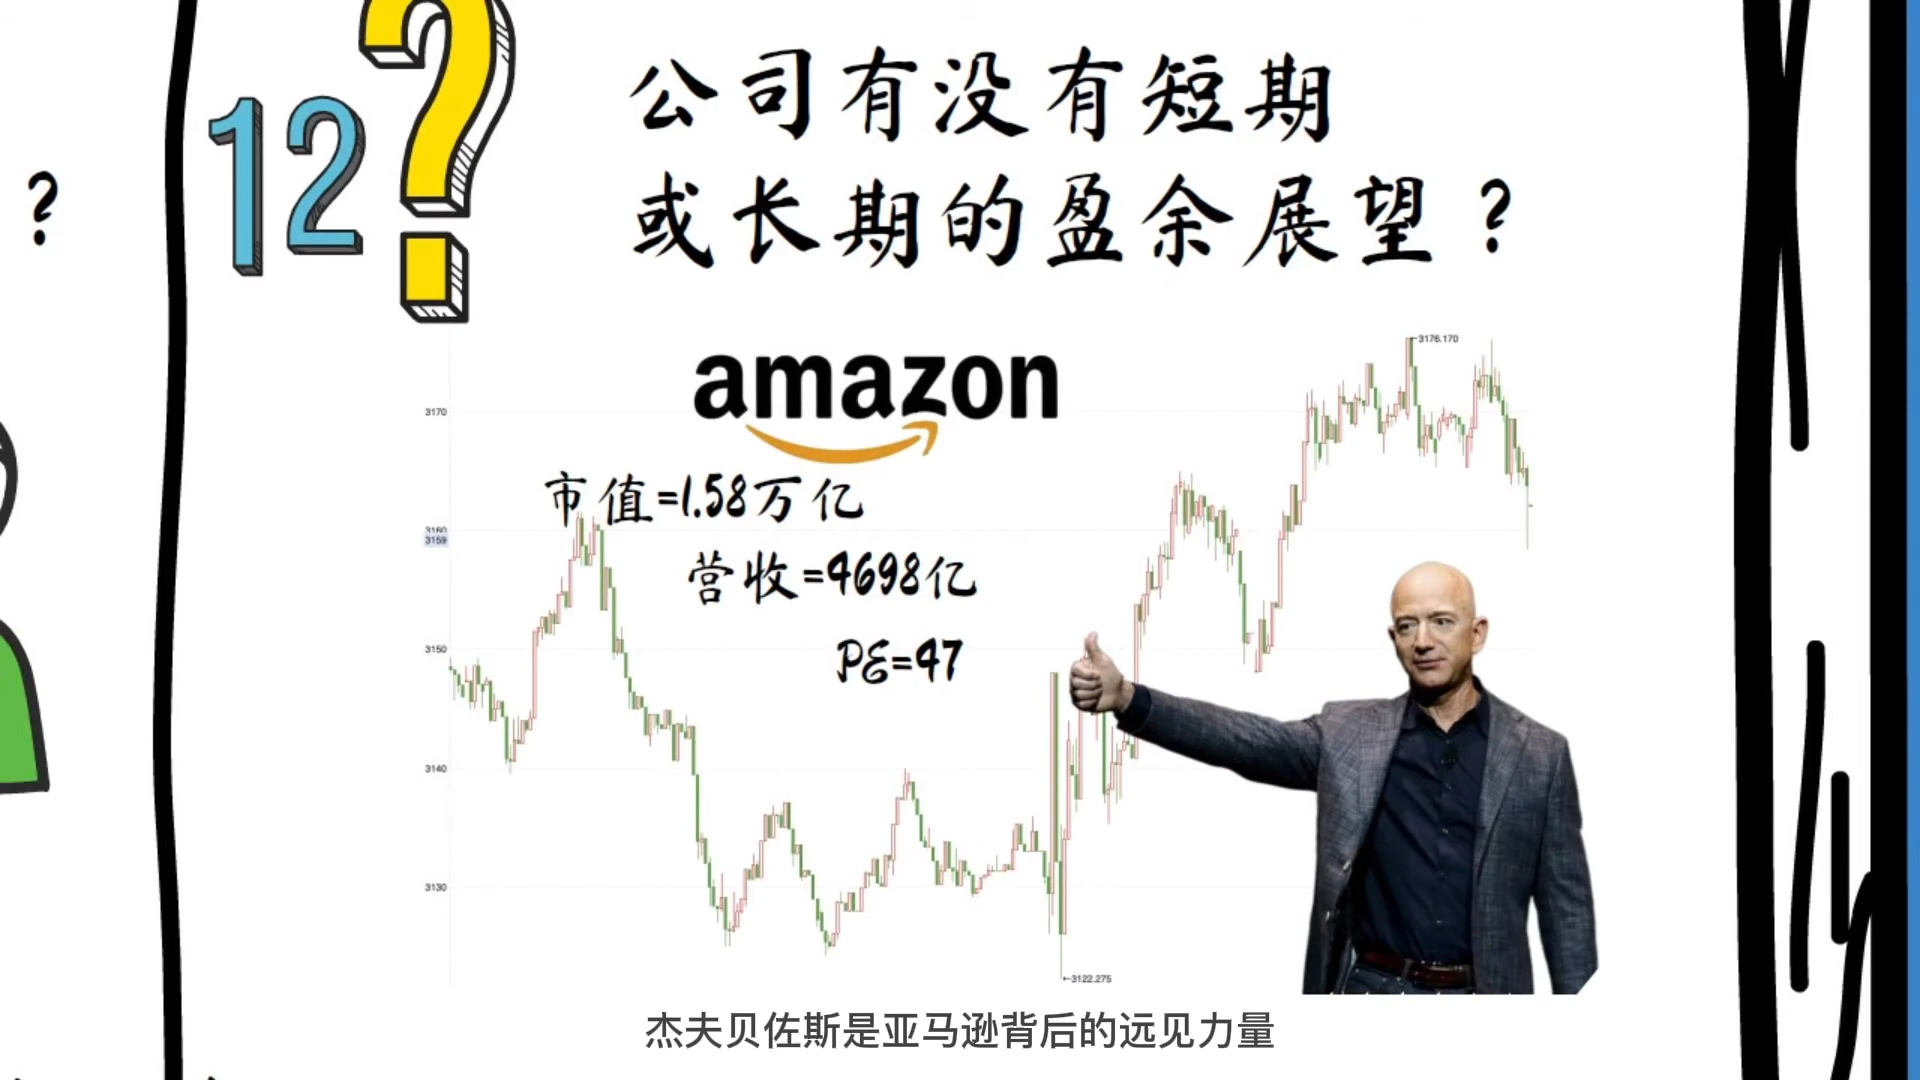 ?
12
?
公司有没有短期
或长期的盈余展望？
amazon
市值=1.58万亿
营收=4698亿
PE=47
3176.170
3170
3160
3159
3150
3140
3130
3122.275
杰夫贝佐斯是亚马逊背后的远见力量